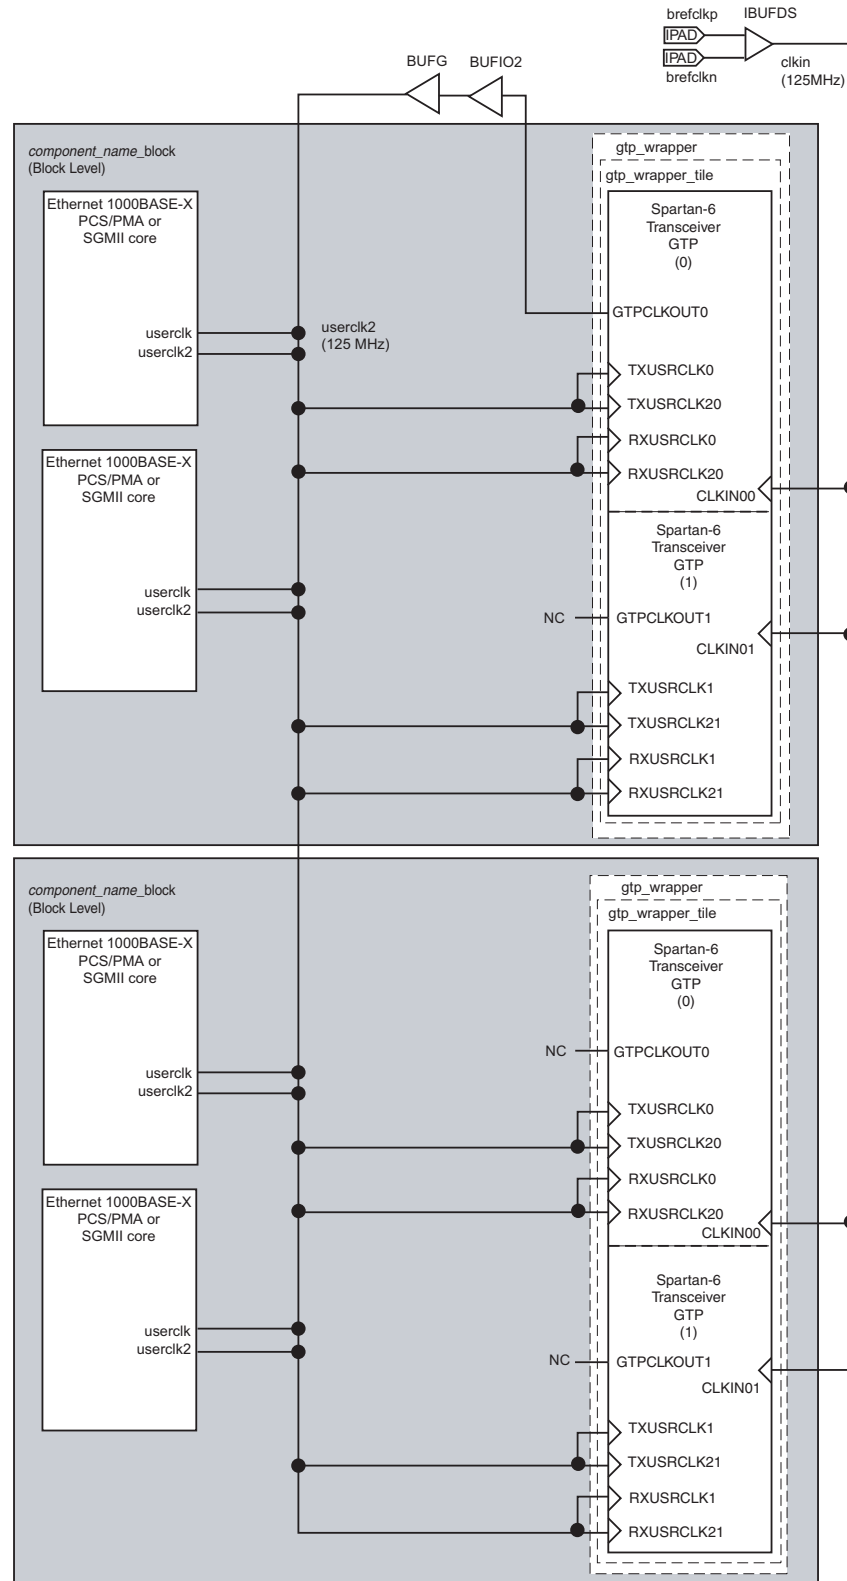 brefclkp
IBUFDS
IPAD
IPAD
brefclkn
clkin
(125MHz)
BUFG
BUFIO2
component_name_block
(Block Level)
Ethernet 1000BASE-X
PCS/PMA or
SGMII core
userclk
userclk2
userclk2
(125 MHz)
gtp_wrapper
gtp_wrapper_tile
Spartan-6
Transceiver
GTP
(0)
GTPCLKOUT0
TXUSRCLK0
TXUSRCLK20
RXUSRCLK0
RXUSRCLK20
CLKIN00
Ethernet 1000BASE-X
PCS/PMA or
SGMII core
userclk
userclk2
Spartan-6
Transceiver
GTP
(1)
NC
GTPCLKOUT1
CLKIN01
TXUSRCLK1
TXUSRCLK21
RXUSRCLK1
RXUSRCLK21
component_name_block
(Block Level)
Ethernet 1000BASE-X
PCS/PMA or
SGMII core
userclk
userclk2
gtp_wrapper
gtp_wrapper_tile
Spartan-6
Transceiver
GTP
(0)
NC
GTPCLKOUT0
TXUSRCLK0
TXUSRCLK20
RXUSRCLK0
RXUSRCLK20
CLKIN00
Ethernet 1000BASE-X
PCS/PMA or
SGMII core
userclk
userclk2
Spartan-6
Transceiver
GTP
(1)
NC
GTPCLKOUT1
CLKIN01
TXUSRCLK1
TXUSRCLK21
RXUSRCLK1
RXUSRCLK21